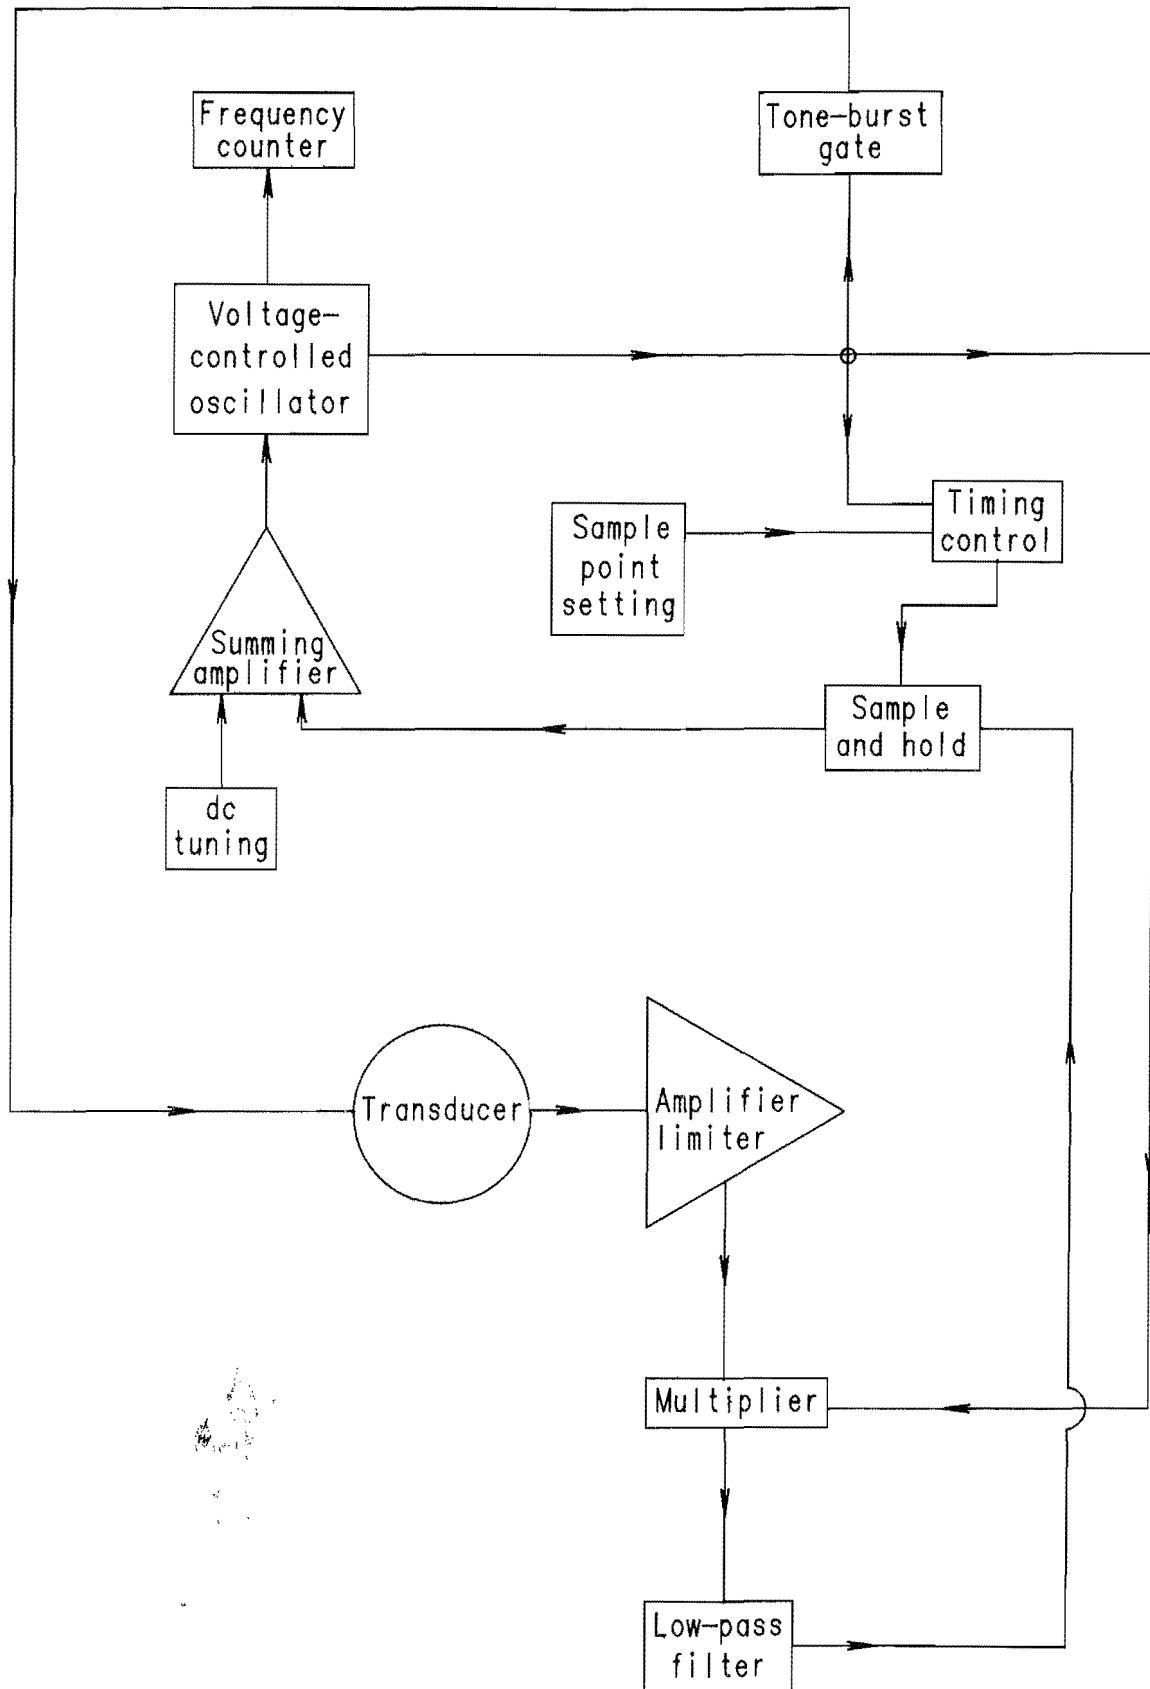 Frequency
counter
Tone-burst
gate
Voltage-
controlled
oscillator
Timing
control
Sample
point
setting
Summing
amplifier
Sample
and hold
dc
tuning
Transducer
Amplifier
limiter
Multiplier
Low-pass
filter